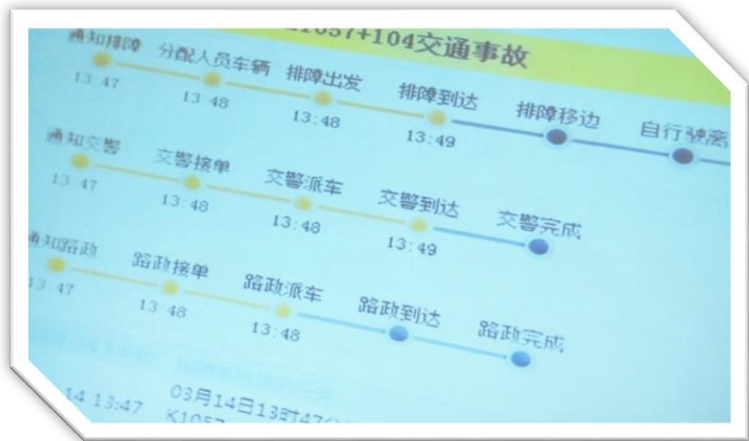 K1057+104交通事故
通知排障 分配人员车辆 排障出发 排障到达 排障移边 自行驶离
13:47 13:48 13:48 13:49
通知交警 交警接单 交警派车 交警到达 交警完成
13:47 13:48 13:48 13:49
通知路政 路政接单 路政派车 路政到达 路政完成
13:47 13:48 13:48
14 13:47 03月14日13时47分
K1057